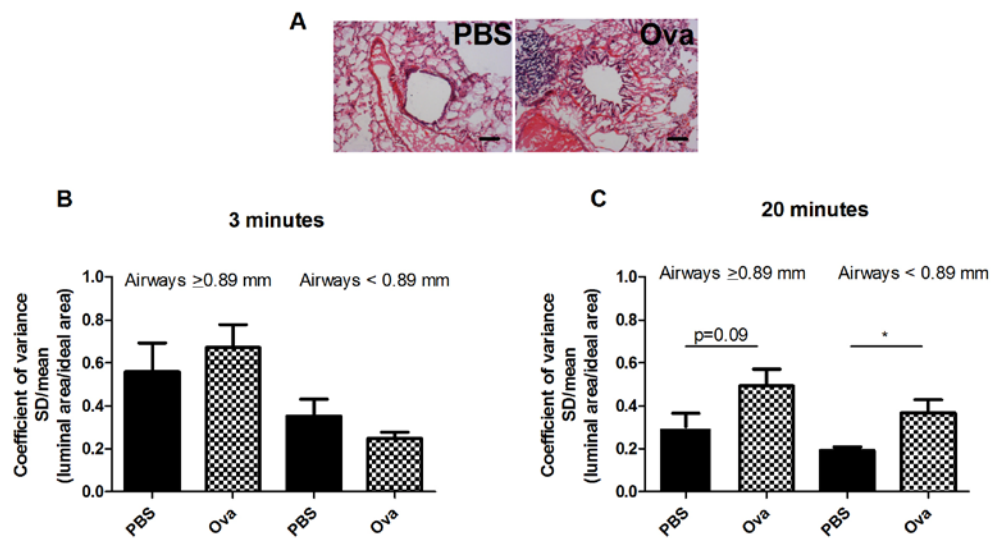 A
PBS
Ova
B
3 minutes
Airways ≥0.89 mm
Airways < 0.89 mm
Coefficient of variance
SD/mean
(luminal area/ideal area)
1.0
0.8
0.6
0.4
0.2
0.0
PBS
Ova
PBS
Ova
C
20 minutes
Airways ≥0.89 mm
Airways < 0.89 mm
p=0.09
*
Coefficient of variance
SD/mean
(luminal area/ideal area)
1.0
0.8
0.6
0.4
0.2
0.0
PBS
Ova
PBS
Ova